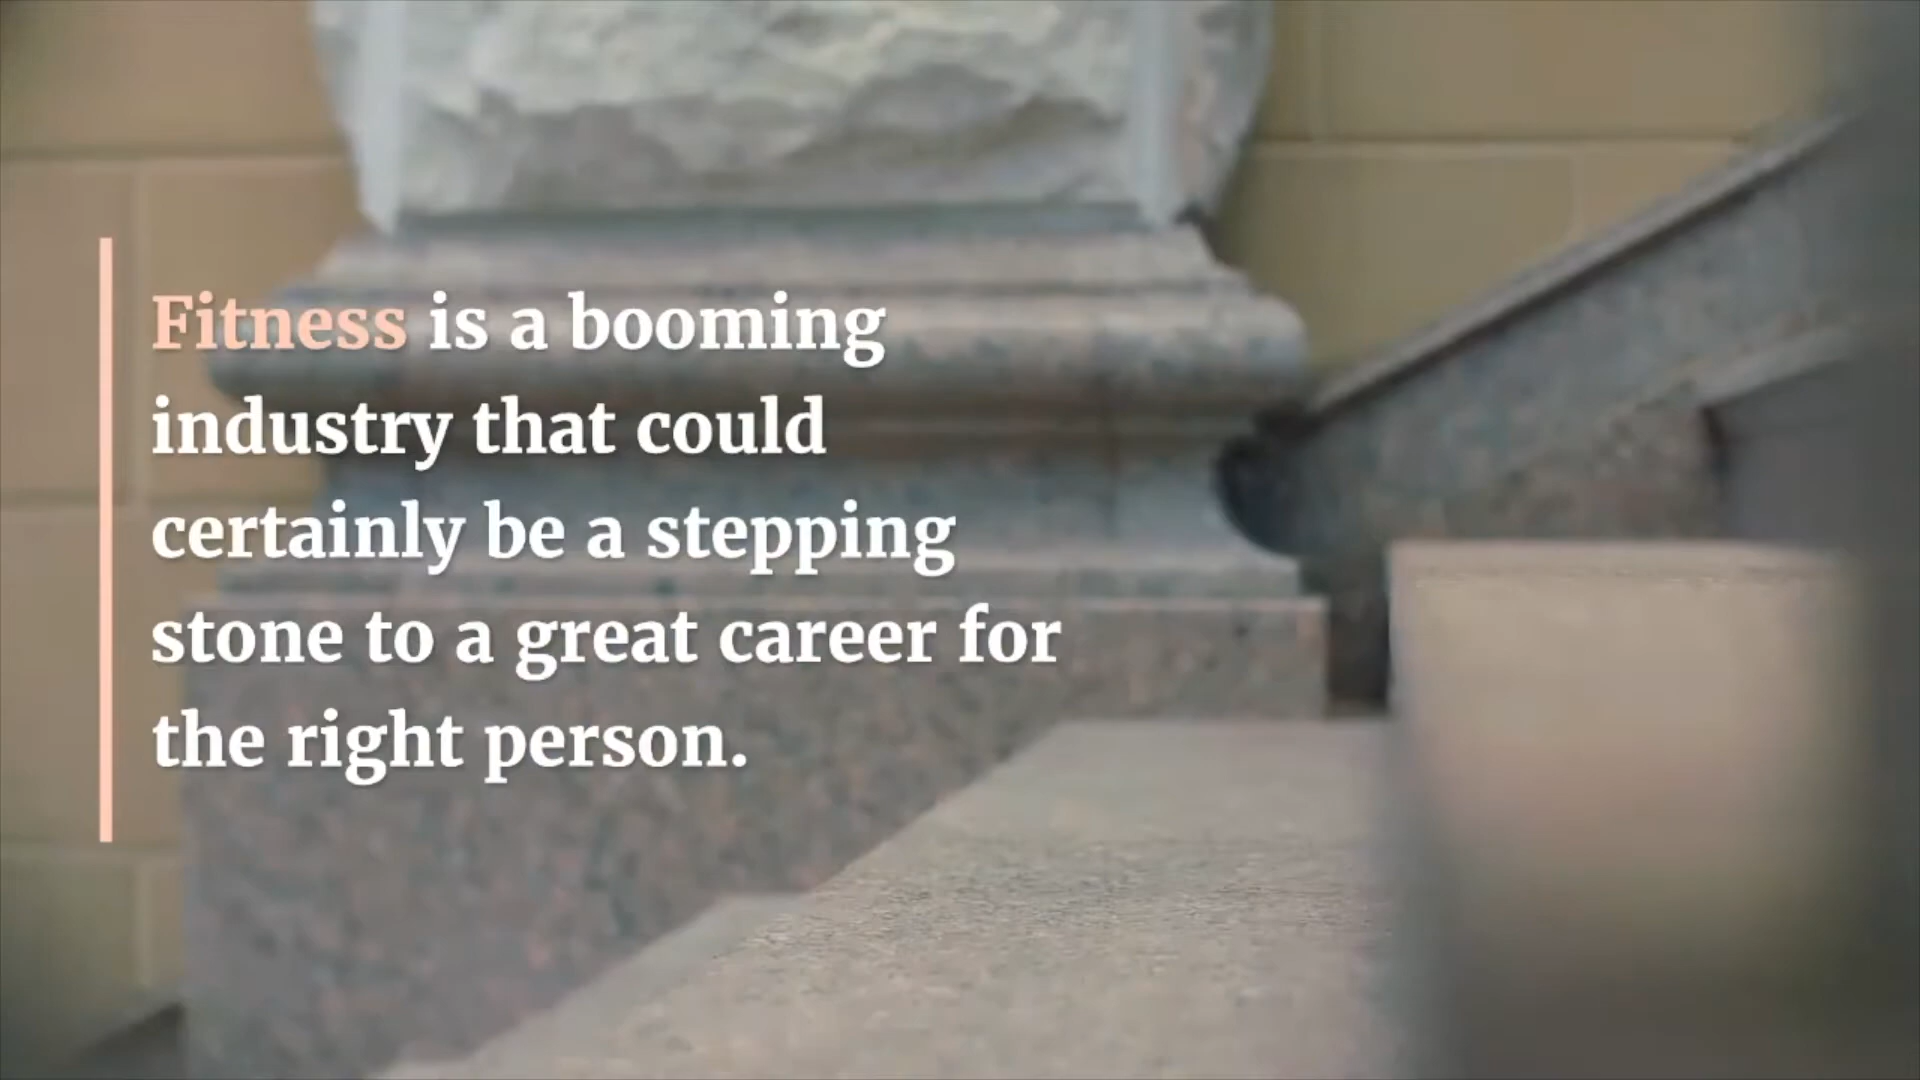 Fitness is a booming
industry that could
certainly be a stepping
stone to a great career for
the right person.